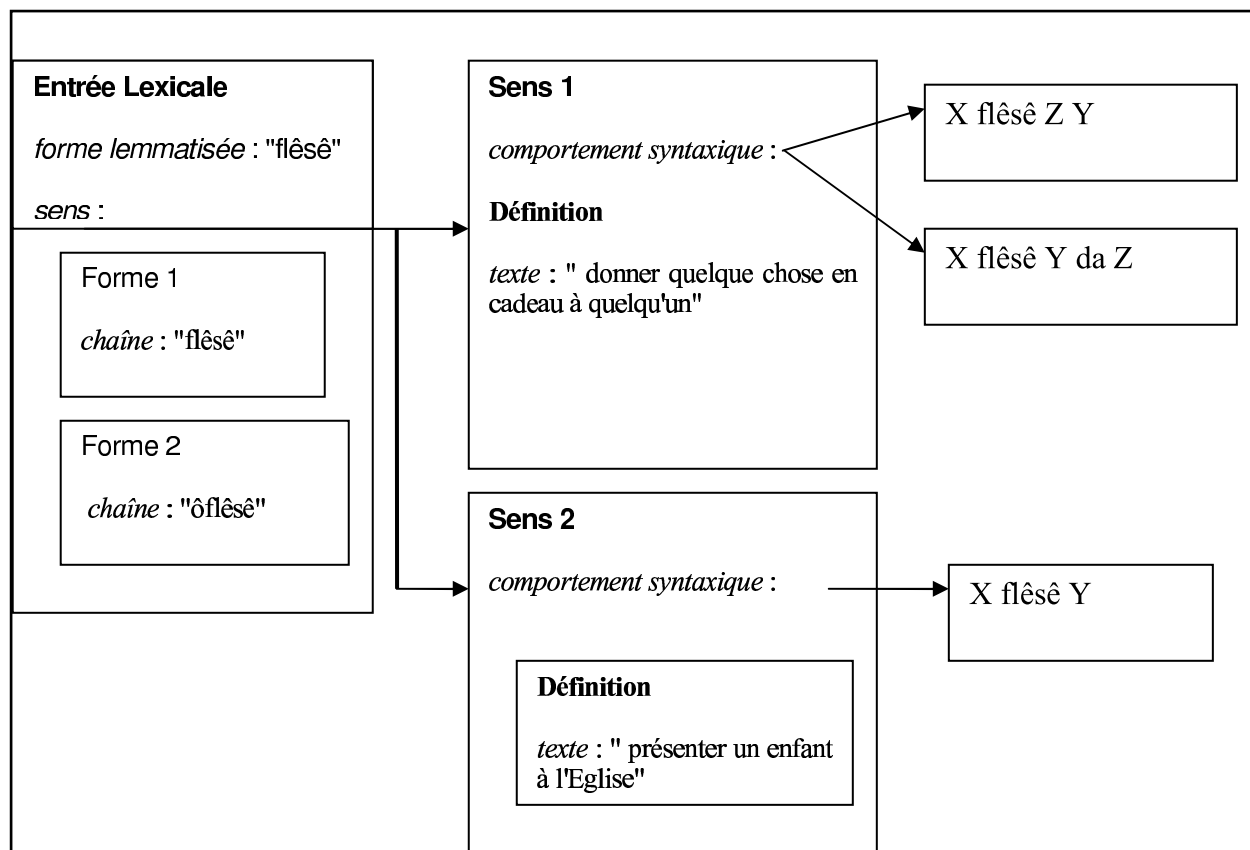 Entrée Lexicale
forme lemmatisée : "flêsê"
sens :
Forme 1
chaîne : "flêsê"
Forme 2
chaîne : "ôflêsê"
Sens 1
comportement syntaxique :
Définition
texte : " donner quelque chose en
cadeau à quelqu'un"
X flêsê Z Y
X flêsê Y da Z
Sens 2
comportement syntaxique :
Définition
texte : " présenter un enfant
à l'Eglise"
X flêsê Y